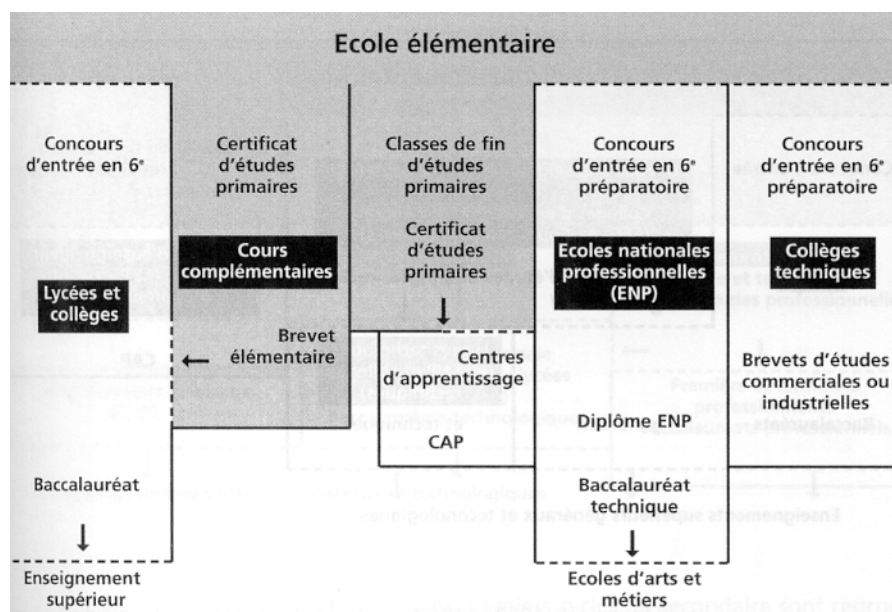 Ecole élémentaire
Concours
d'entrée en 6e
Lycées et
collèges
Baccalauréat
Enseignement
supérieur
Certificat
d'études
primaires
Cours
complémentaires
Brevet
élémentaire
Classes de fin
d'études
primaires
Certificat
d'études
primaires
Centres
d'apprentissage
CAP
Concours
d'entrée en 6e
préparatoire
Ecoles nationales
professionnelles
(ENP)
Diplôme ENP
Baccalauréat
technique
Ecoles d'arts et
métiers
Concours
d'entrée en 6e
préparatoire
Collèges
techniques
Brevets d'études
commerciales ou
industrielles